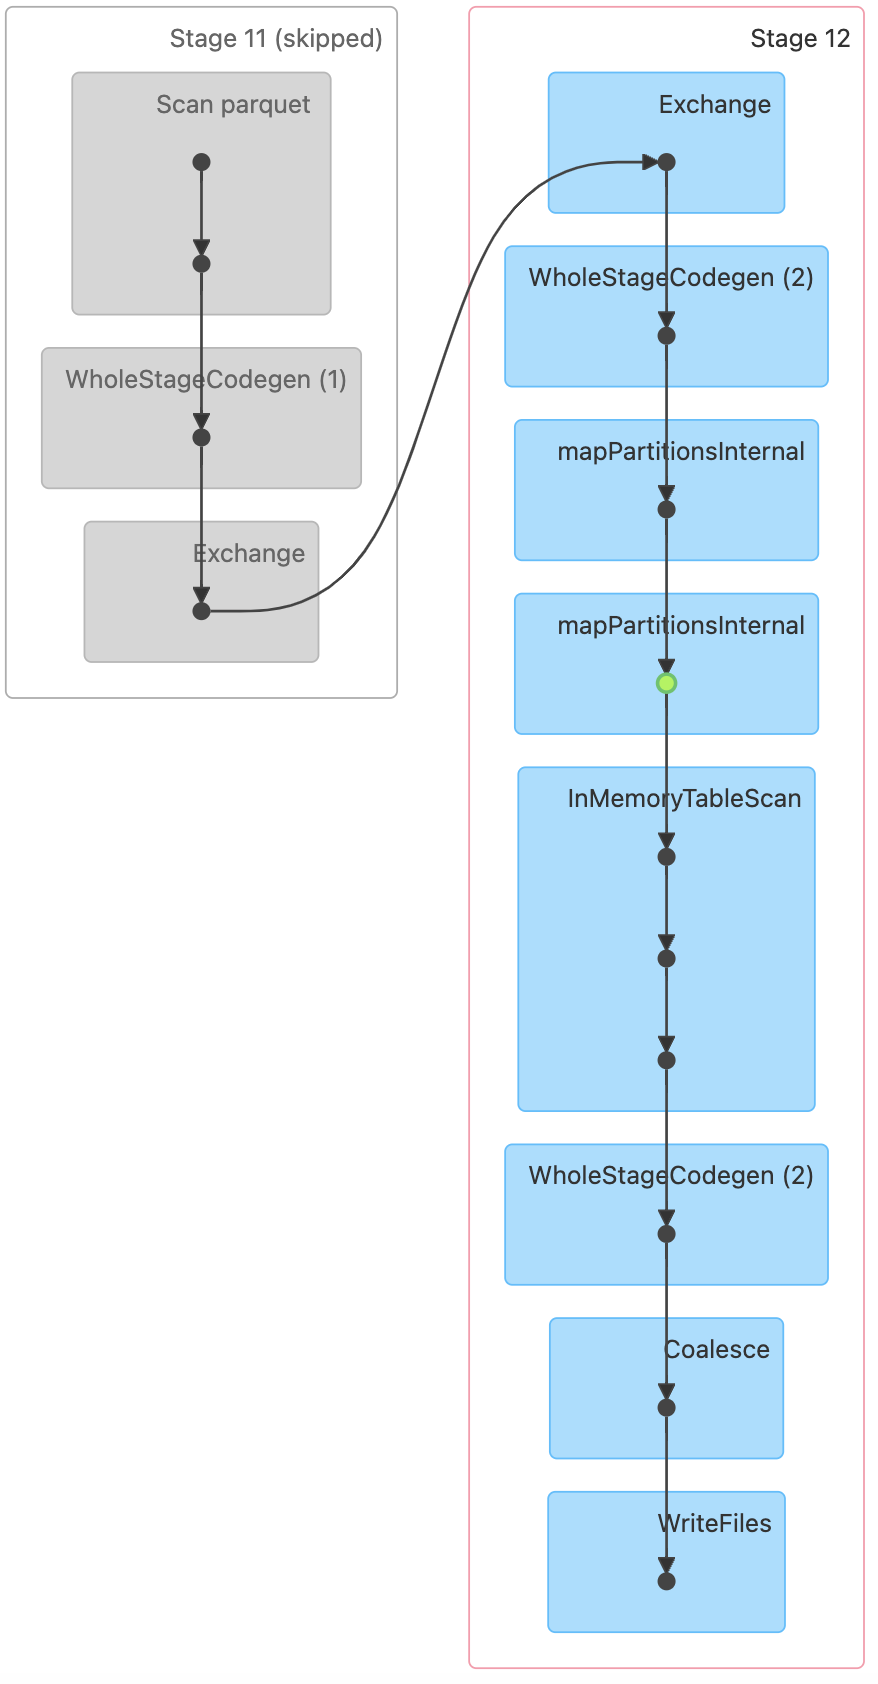 Stage 11 (skipped)
Scan parquet
WholeStageCodegen (1)
Exchange
Stage 12
Exchange
WholeStageCodegen (2)
mapPartitionsInternal
mapPartitionsInternal
InMemoryTableScan
WholeStageCodegen (2)
Coalesce
WriteFiles